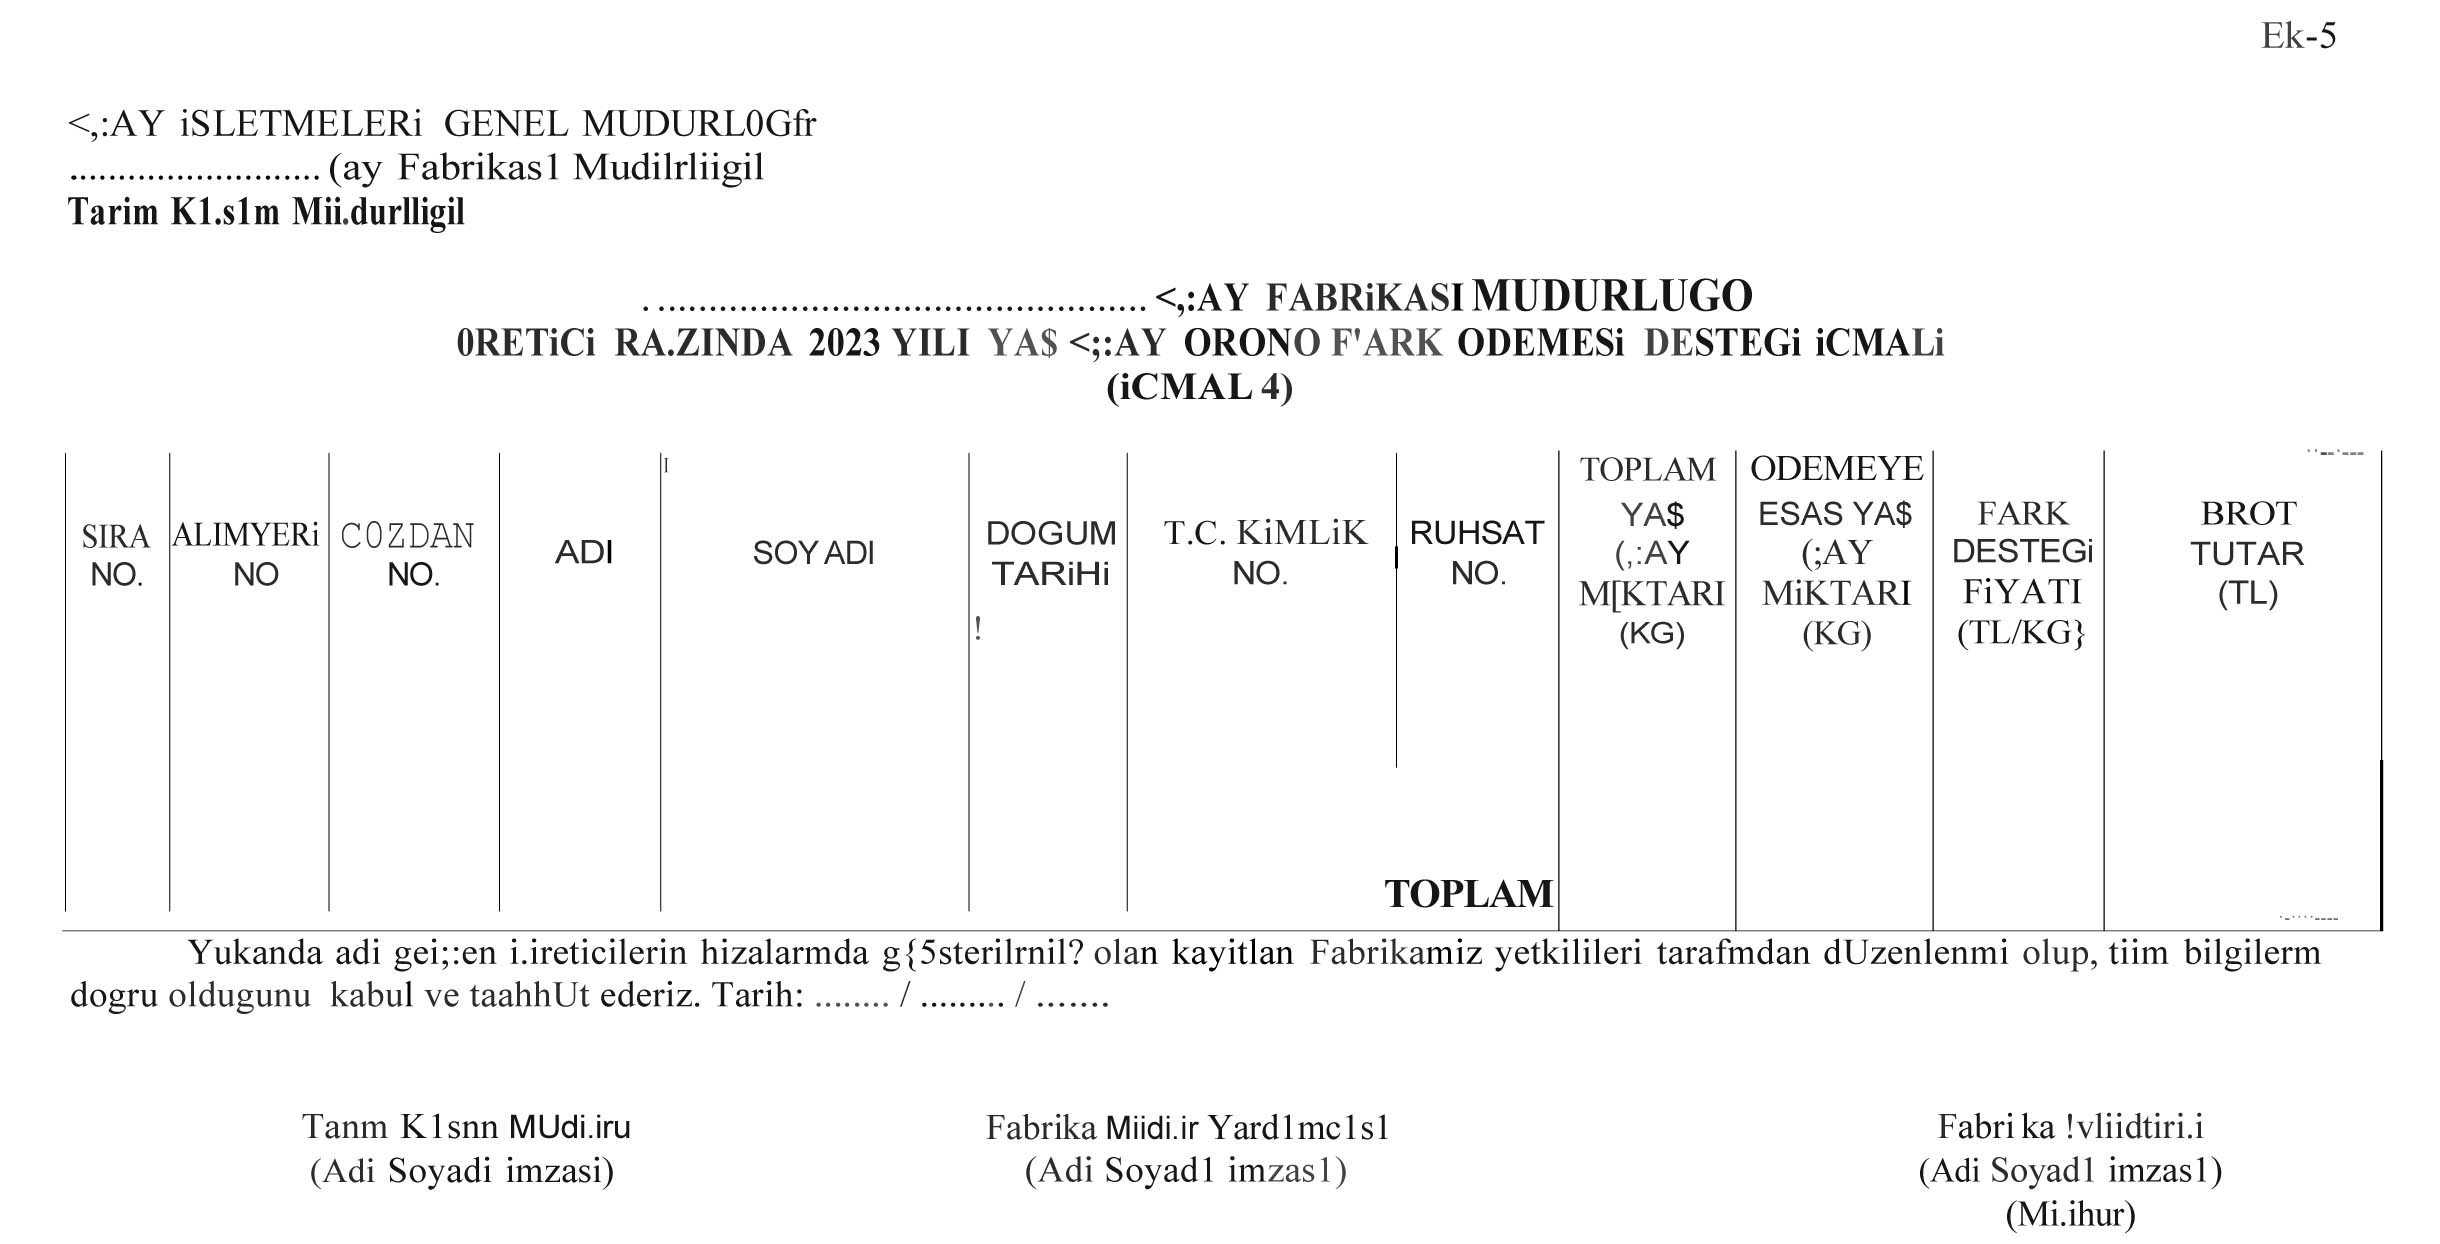 Ek-5
<,:AY iSLETMELERi GENEL MUDURL0Gfr
.......................... (ay Fabrikas1 Mudilrliigil
Tarim K1.s1m Mii.durlligil
. ................................................ <,:AY FABRiKASI MUDURLUGO
0RETiCi RA.ZINDA 2023 YILI YA$ <;:AY ORONO F'ARK ODEMESi DESTEGi iCMALi
(iCMAL 4)
SIRA NO.
ALIMYERi NO
C0ZDAN NO.
ADI
I
SOY ADI
DOGUM TARiHi
!
T.C. KiMLiK NO.
RUHSAT NO.
TOPLAM
YA$
(,:AY
M[KTARI
(KG)
ODEMEYE
ESAS YA$
(;AY
MiKTARI
(KG)
FARK
DESTEGi
FiYATI
(TL/KG}
BROT
TUTAR
(TL)
TOPLAM
Yukanda adi gei;:en i.ireticilerin hizalarmda g{5sterilrnil? olan kayitlan Fabrikamiz yetkilileri tarafmdan dUzenlenmi olup, tiim bilgilerm
dogru oldugunu kabul ve taahhUt ederiz. Tarih: ........ / ......... / .......
Tanm K1snn MUdi.iru
(Adi Soyadi imzasi)
Fabrika Miidi.ir Yard1mc1s1
(Adi Soyad1 imzas1)
Fabri ka !vliidtiri.i
(Adi Soyad1 imzas1)
(Mi.ihur)